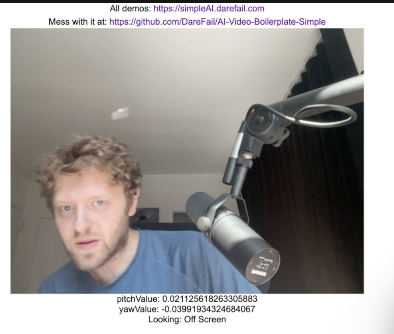 All demos: https://simpleAI.darefail.com
Mess with it at: https://github.com/DareFail/AI-Video-Boilerplate-Simple
pitchValue: 0.021125618263305883
yawValue: -0.03991934324684067
Looking: Off Screen